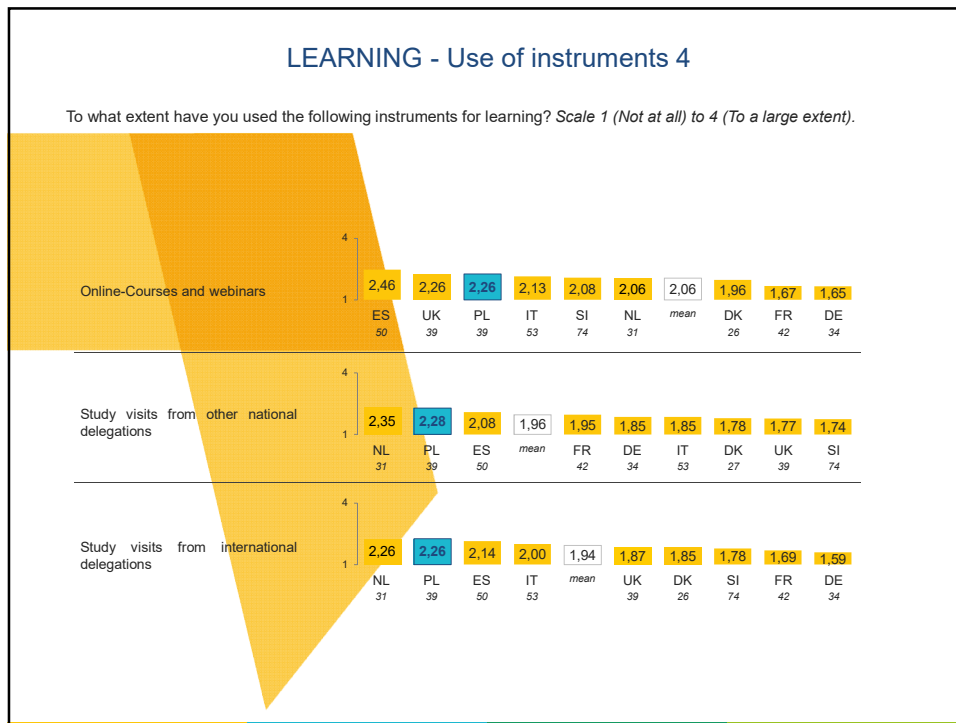 LEARNING - Use of instruments 4
To what extent have you used the following instruments for learning? Scale 1 (Not at all) to 4 (To a large extent).
4
Online-Courses and webinars
2,46 2,26 2,26 2,13 2,08 2,06 2,06 1,96 1,67 1,65
1
ES UK PL IT SI NL mean DK FR DE
50 39 39 53 74 31 26 42 34
4
Study visits from other national
delegations
2,35 2,28 2,08 1,96 1,95 1,85 1,85 1,78 1,77 1,74
1
NL PL ES mean FR DE IT DK UK SI
31 39 50 42 34 53 27 39 74
4
Study visits from international
delegations
2,26 2,26 2,14 2,00 1,94 1,87 1,85 1,78 1,69 1,59
1
NL PL ES IT mean UK DK SI FR DE
31 39 50 53 39 26 74 42 34